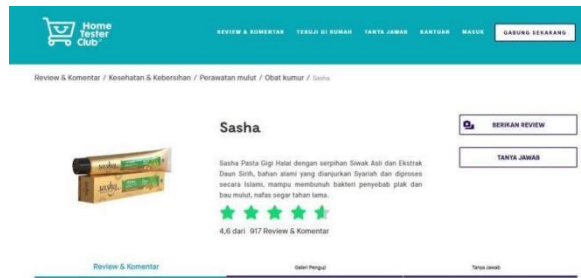 Home
Tester
Club
REVIEW & KOMENTAR TERUJI DI RUMAH TANYA JAWAB BANTUAN MASUK GABUNG SEKARANG
Review & Komentar / Kesehatan & Kebersihan / Perawatan mulut / Obat kumur / Sasha
Sasha
BERIKAN REVIEW
TANYA JAWAB
Sasha Pasta Gigi Halal dengan serpihan Siwak Asli dan Ekstrak
Daun Sirih, bahan alami yang dianjurkan Syariah dan diproses
secara Islami, mampu membunuh bakteri penyebab plak dan
bau mulut, nafas segar tahan lama.
sasha
sasha
4,6 dari 917 Review & Komentar
Review & Komentar Galeri Penguji Tanya Jawab